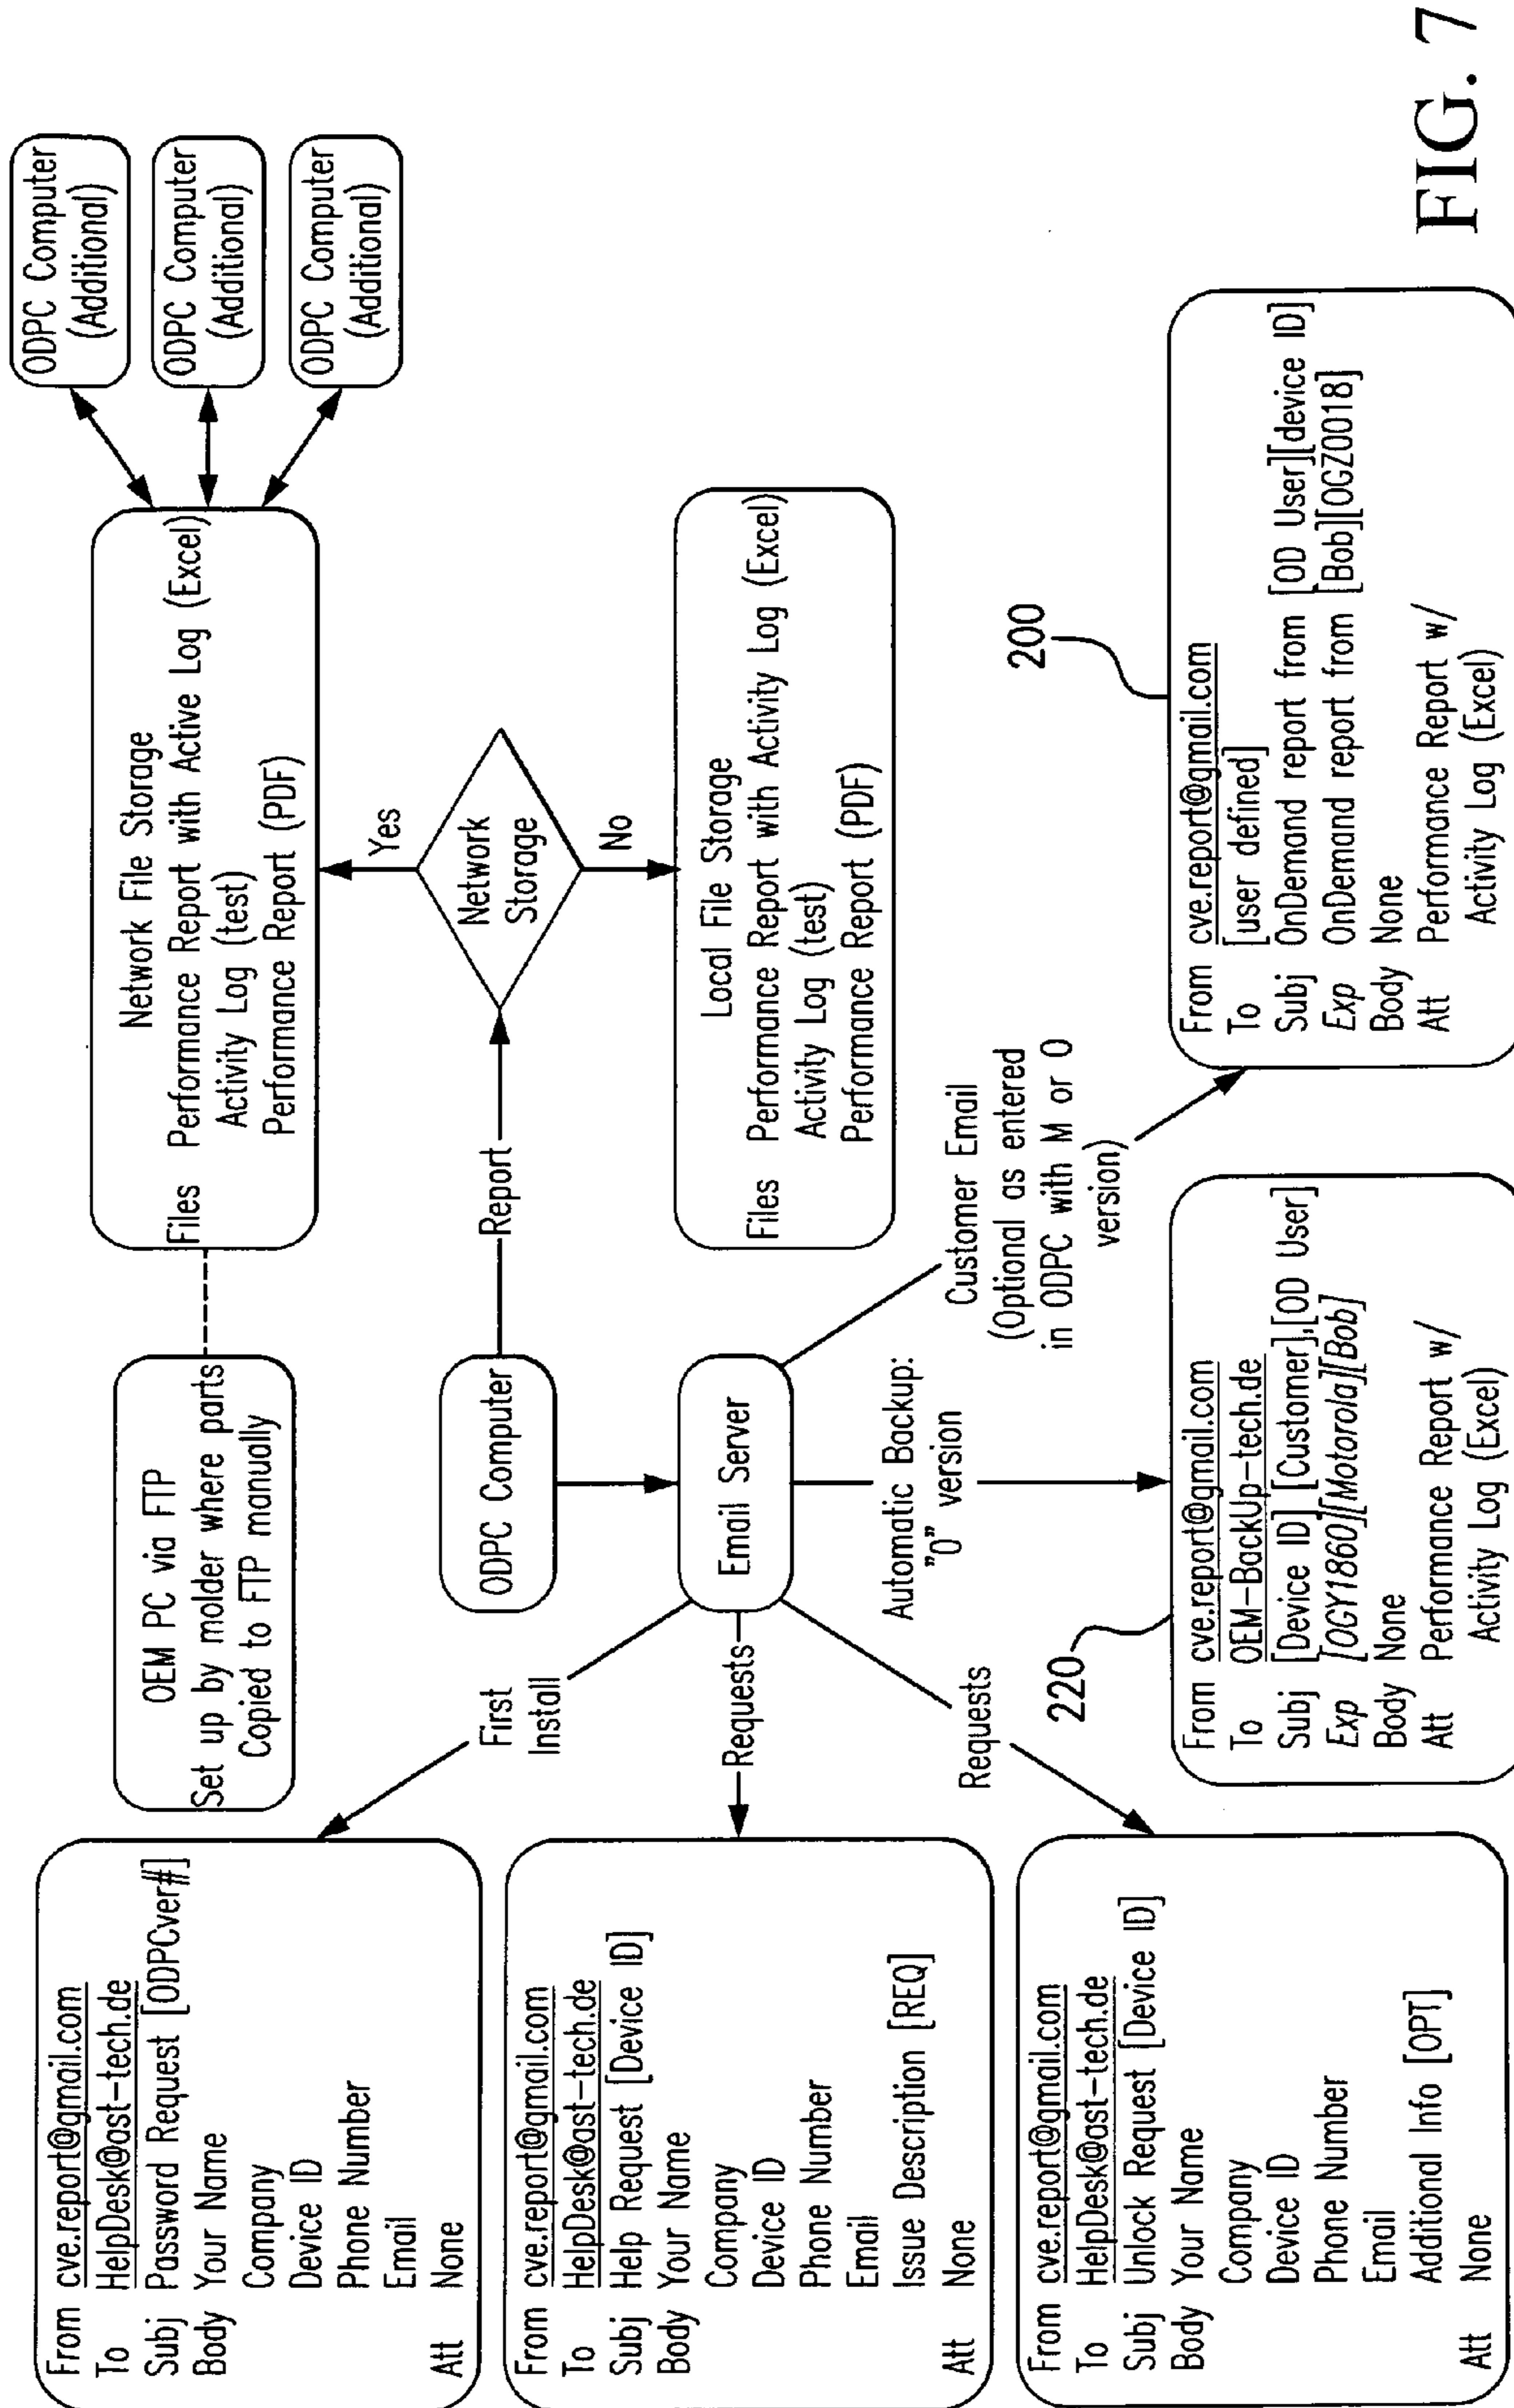 OEM PC via FTP
Set up by molder where parts
Copied to FTP manually
Network File Storage
Files Performance Report with Active Log (Excel)
Activity Log (test)
Performance Report (PDF)
ODPC Computer
(Additional)
ODPC Computer
(Additional)
ODPC Computer
(Additional)
Yes
Network
Storage
No
Report
ODPC Computer
Local File Storage
Files Performance Report with Activity Log (Excel)
Activity Log (test)
Performance Report (PDF)
Email Server
First
Install
Requests
Requests
Automatic Backup:
"O" version
Customer Email
(Optional as entered
in ODPC with M or O
version)
From cve.report@gmail.com
To HelpDesk@ast-tech.de
Subj Password Request [ODPCver#]
Body Your Name
Company
Device ID
Phone Number
Email
Att None
From cve.report@gmail.com
To HelpDesk@ast-tech.de
Subj Help Request [Device ID]
Body Your Name
Company
Device ID
Phone Number
Email
Issue Description [REQ]
Att None
From cve.report@gmail.com
To HelpDesk@ast-tech.de
Subj Unlock Request [Device ID]
Body Your Name
Company
Device ID
Phone Number
Email
Additional Info [OPT]
Att None
220
From cve.report@gmail.com
To OEM-BackUp-tech.de
Subj [Device ID] [Customer],[OD User]
Exp [OGY1860][Motorola][Bob]
Body None
Att Performance Report w/
Activity Log (Excel)
200
From cve.report@gmail.com
To [user defined]
Subj OnDemand report from [OD User][device ID]
Exp OnDemand report from [Bob][OGZ0018]
Body None
Att Performance Report w/
Activity Log (Excel)
FIG. 7